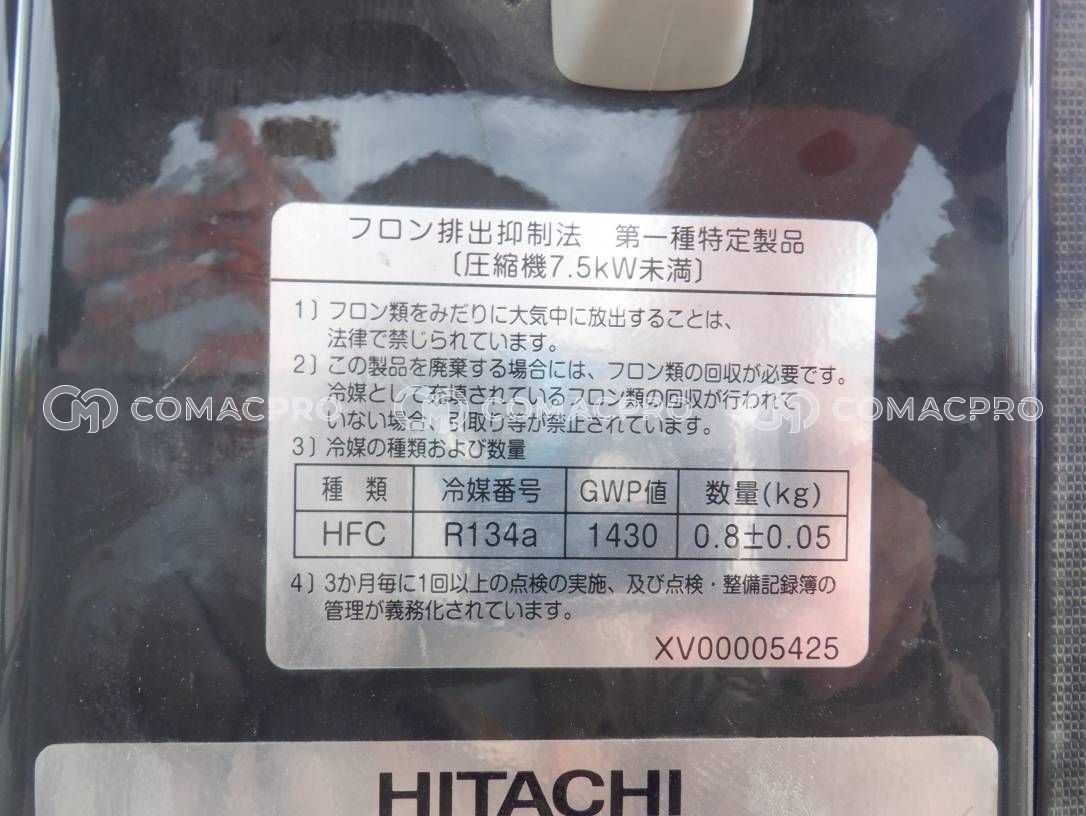 フロン排出抑制法　第一種特定製品
〔圧縮機7.5kW未満〕
1〕フロン類をみだりに大気中に放出することは、
法律で禁じられています。
2〕この製品を廃棄する場合には、フロン類の回収が必要です。
冷媒として充填されているフロン類の回収が行われて
いない場合、引取り等が禁止されています。
COMACPRO COMACPRO COMACPRO
3〕冷媒の種類および数量
種類 冷媒番号 GWP値 数量(kg)
HFC R134a 1430 0.8±0.05
4〕3か月毎に1回以上の点検の実施、及び点検・整備記録簿の
管理が義務化されています。
XV00005425
HITACHI